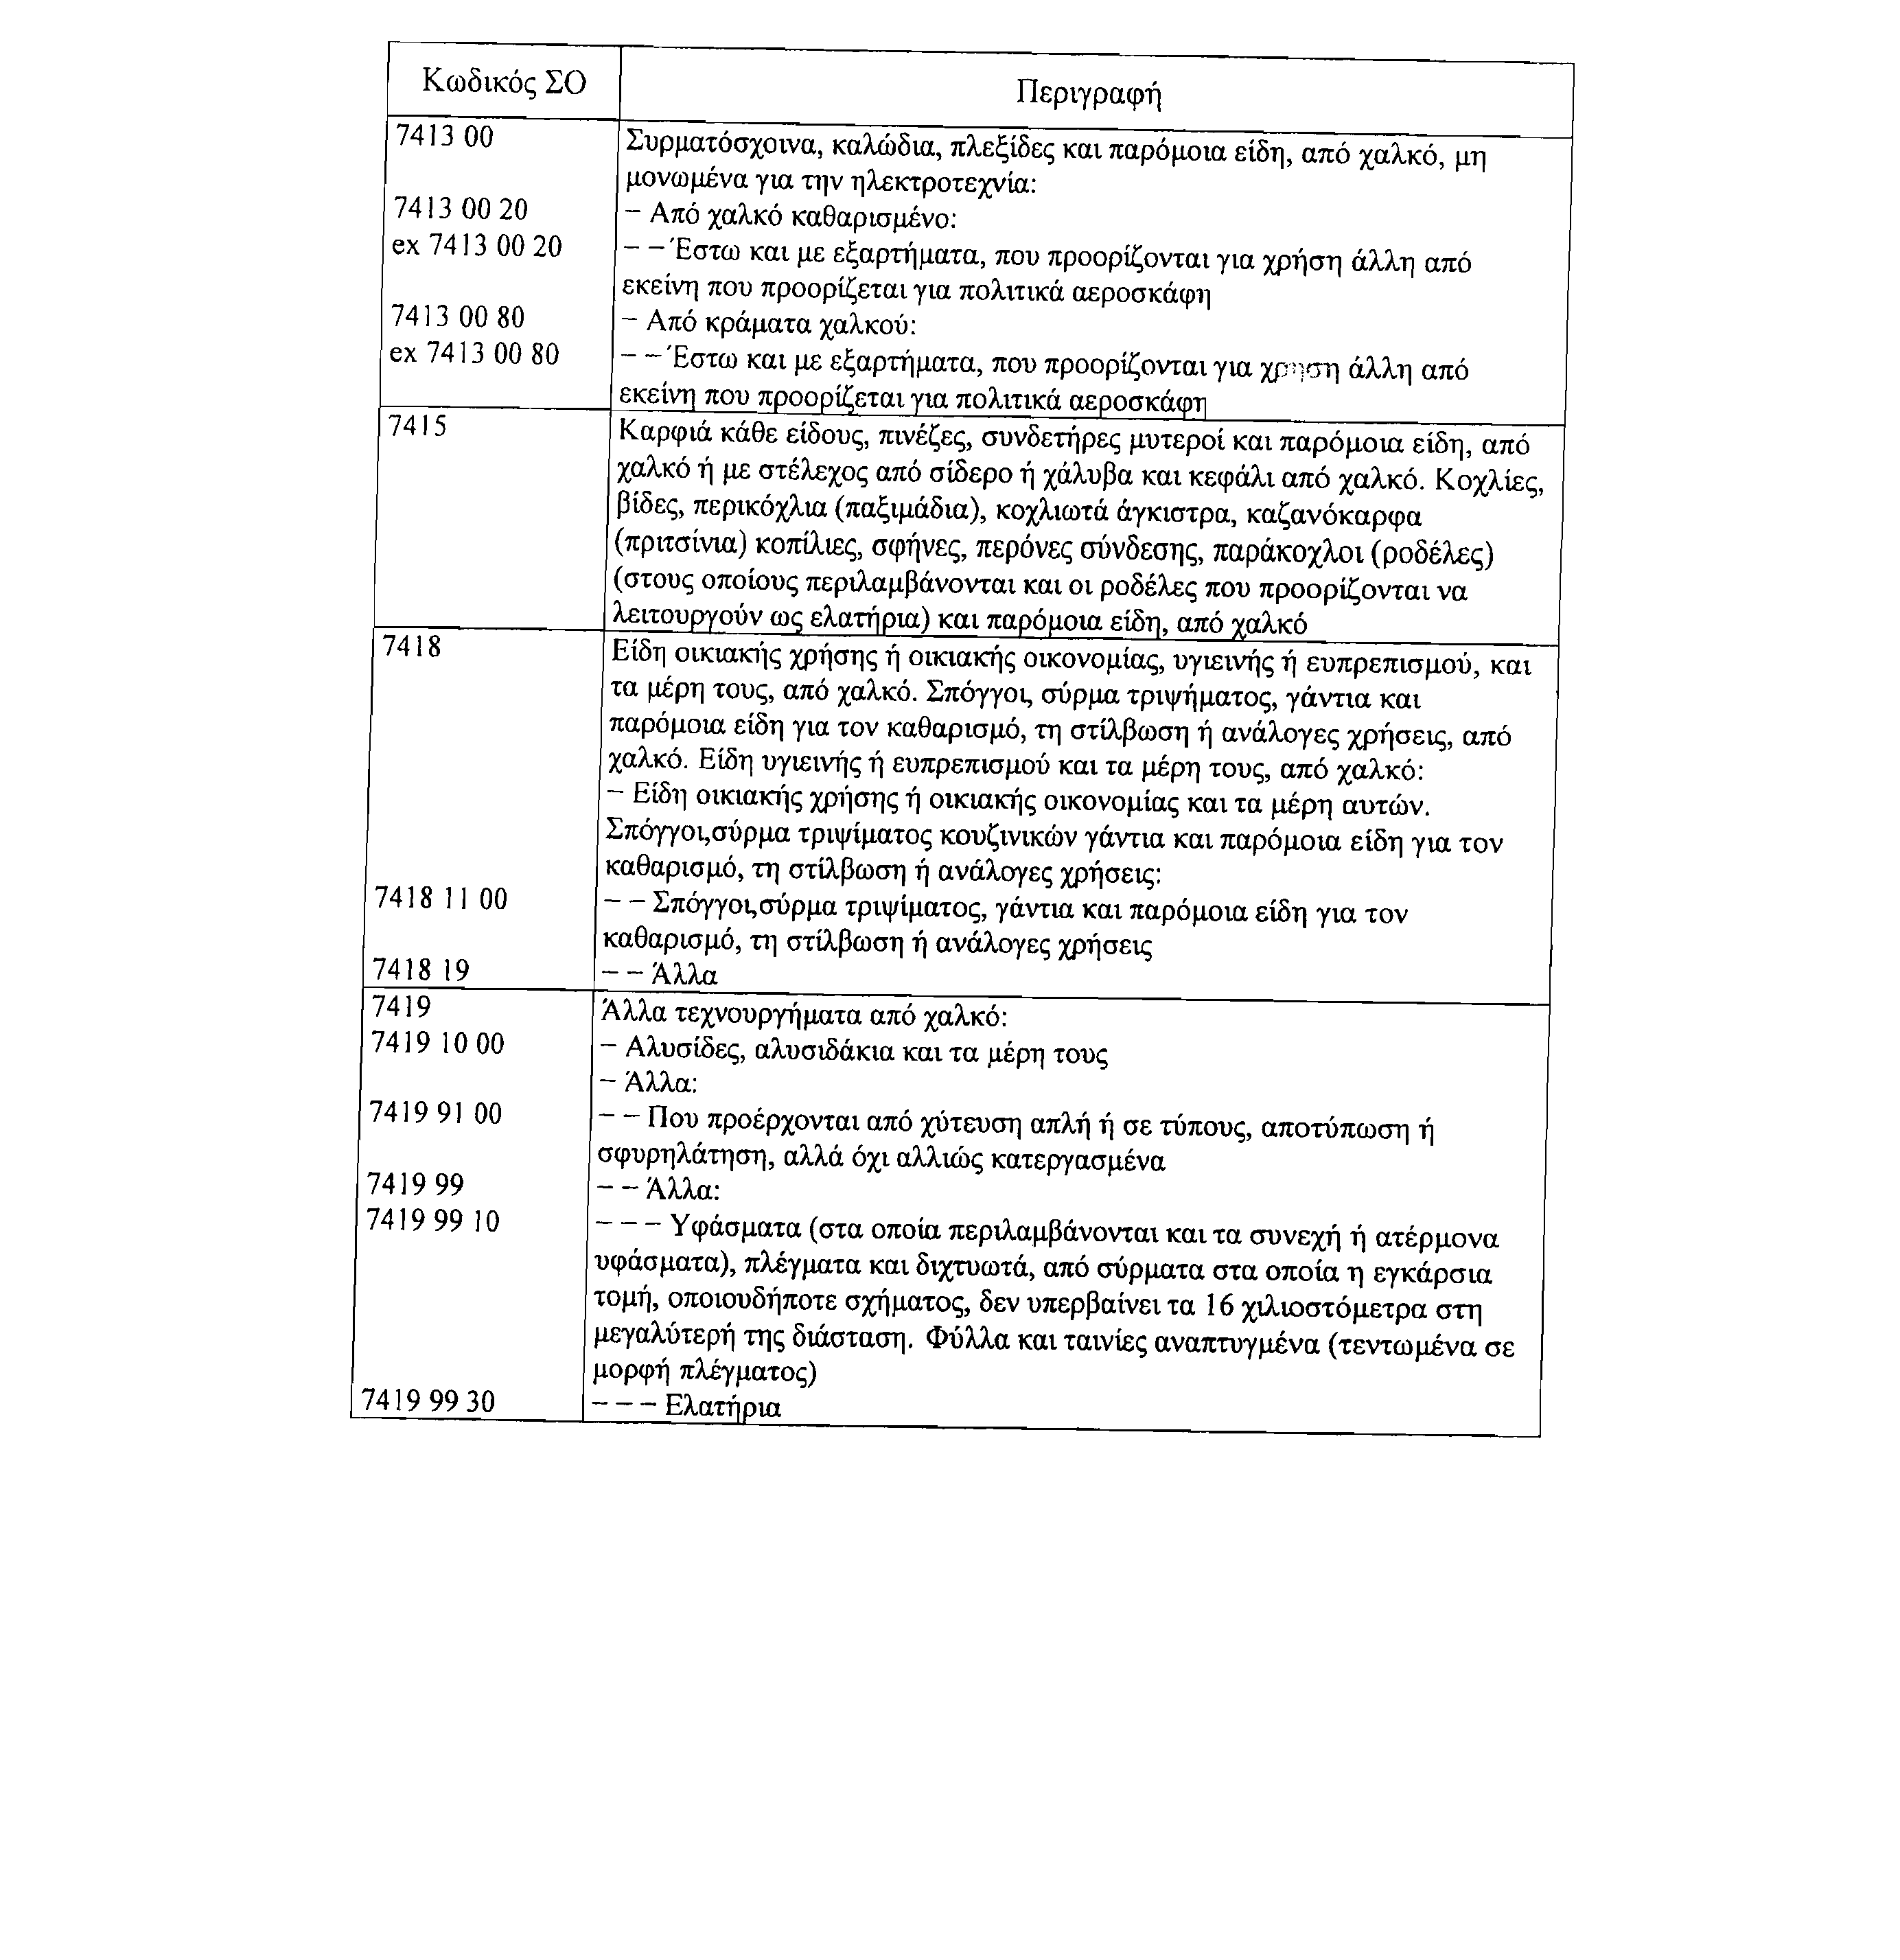 Κωδικός ΣΟ Περιγραφή
7413 00 Συρματόσχοινα, καλώδια, πλεξίδες και παρόμοια είδη, από χαλκό, μη
μονωμένα για την ηλεκτροτεχνία:
7413 00 20 – Από χαλκό καθαρισμένο:
ex 7413 00 20 – – Έστω και με εξαρτήματα, που προορίζονται για χρήση άλλη από
εκείνη που προορίζεται για πολιτικά αεροσκάφη
7413 00 80 – Από κράματα χαλκού:
ex 7413 00 80 – – Έστω και με εξαρτήματα, που προορίζονται για χρήση άλλη από
εκείνη που προορίζεται για πολιτικά αεροσκάφη
7415 Καρφιά κάθε είδους, πινέζες, συνδετήρες μυτεροί και παρόμοια είδη, από
χαλκό ή με στέλεχος από σίδερο ή χάλυβα και κεφάλι από χαλκό. Κοχλίες,
βίδες, περικόχλια (παξιμάδια), κοχλιωτά άγκιστρα, καζανόκαρφα
(πριτσίνια) κοπίλιες, σφήνες, περόνες σύνδεσης, παράκοχλοι (ροδέλες)
(στους οποίους περιλαμβάνονται και οι ροδέλες που προορίζονται να
λειτουργούν ως ελατήρια) και παρόμοια είδη, από χαλκό
7418 Είδη οικιακής χρήσης ή οικιακής οικονομίας, υγιεινής ή ευπρεπισμού, και
τα μέρη τους, από χαλκό. Σπόγγοι, σύρμα τριψήματος, γάντια και
παρόμοια είδη για τον καθαρισμό, τη στίλβωση ή ανάλογες χρήσεις, από
χαλκό. Είδη υγιεινής ή ευπρεπισμού και τα μέρη τους, από χαλκό:
– Είδη οικιακής χρήσης ή οικιακής οικονομίας και τα μέρη αυτών.
Σπόγγοι,σύρμα τριψίματος κουζινικών γάντια και παρόμοια είδη για τον
καθαρισμό, τη στίλβωση ή ανάλογες χρήσεις:
7418 11 00 – – Σπόγγοι,σύρμα τριψίματος, γάντια και παρόμοια είδη για τον
καθαρισμό, τη στίλβωση ή ανάλογες χρήσεις
7418 19 – – Άλλα
7419 Άλλα τεχνουργήματα από χαλκό:
7419 10 00 – Αλυσίδες, αλυσιδάκια και τα μέρη τους
– Άλλα:
7419 91 00 – – Που προέρχονται από χύτευση απλή ή σε τύπους, αποτύπωση ή
σφυρηλάτηση, αλλά όχι αλλιώς κατεργασμένα
7419 99 – – Άλλα:
7419 99 10 – – – Υφάσματα (στα οποία περιλαμβάνονται και τα συνεχή ή ατέρμονα
υφάσματα), πλέγματα και διχτυωτά, από σύρματα στα οποία η εγκάρσια
τομή, οποιουδήποτε σχήματος, δεν υπερβαίνει τα 16 χιλιοστόμετρα στη
μεγαλύτερή της διάσταση. Φύλλα και ταινίες αναπτυγμένα (τεντωμένα σε
μορφή πλέγματος)
7419 99 30 – – – Ελατήρια